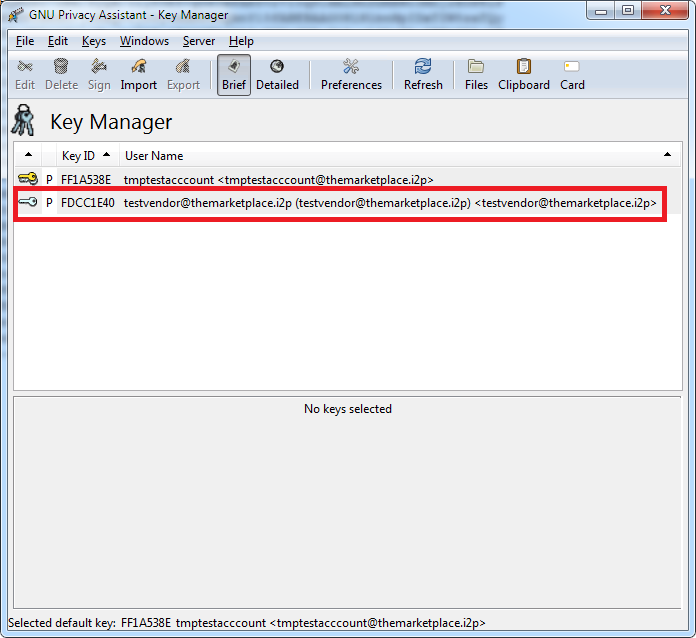 GNU Privacy Assistant - Key Manager
File Edit Keys Windows Server Help
Edit Delete Sign Import Export Brief Detailed Preferences Refresh Files Clipboard Card
Key Manager
Key ID User Name
P FF1A538E tmptestacccount <tmptestacccount@themarketplace.i2p>
P FDCC1E40 testvendor@themarketplace.i2p (testvendor@themarketplace.i2p) <testvendor@themarketplace.i2p>
No keys selected
Selected default key: FF1A538E tmptestacccount <tmptestacccount@themarketplace.i2p>